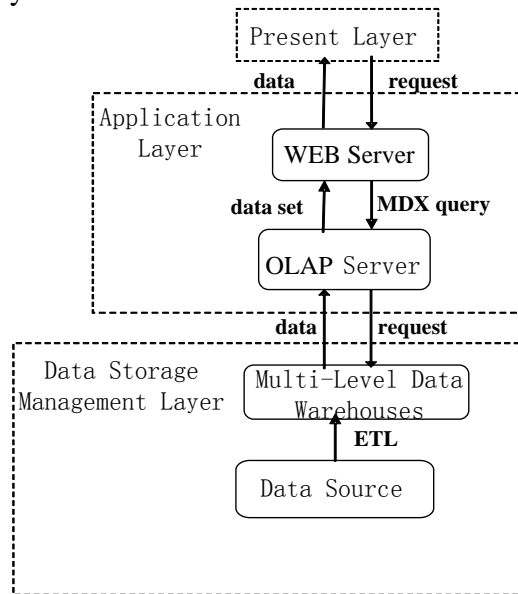 y
Present Layer
data
request
Application
Layer
WEB Server
data set
MDX query
OLAP Server
data
request
Data Storage
Management Layer
Multi-Level Data
Warehouses
ETL
Data Source